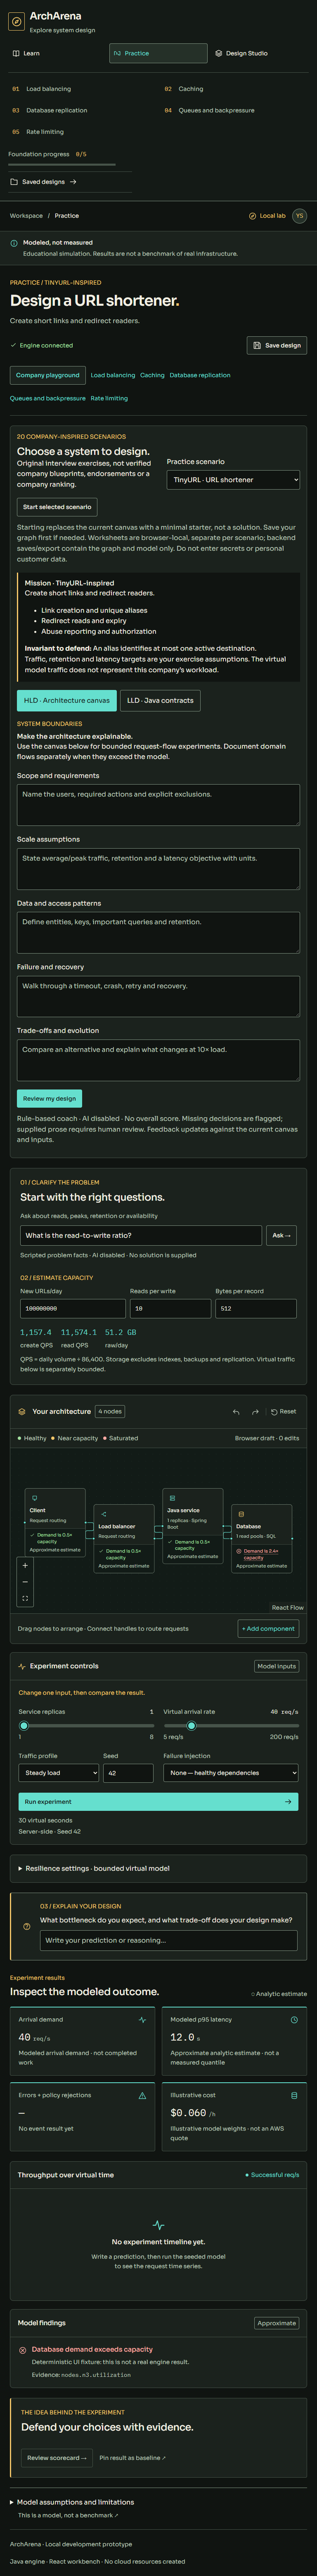 ArchArena
Explore system design
Learn
Practice
Design Studio
01 Load balancing
02 Caching
03 Database replication
04 Queues and backpressure
05 Rate limiting
Foundation progress 0/5
Saved designs →
Workspace / Practice
Local lab
YS
Modeled, not measured
Educational simulation. Results are not a benchmark of real infrastructure.
PRACTICE / TINYURL-INSPIRED
Design a URL shortener.
Create short links and redirect readers.
Engine connected
Save design
Company playground
Load balancing
Caching
Database replication
Queues and backpressure
Rate limiting
20 COMPANY-INSPIRED SCENARIOS
Choose a system to design.
Original interview exercises, not verified
company blueprints, endorsements or a
company ranking.
Practice scenario
TinyURL · URL shortener
Start selected scenario
Starting replaces the current canvas with a minimal starter, not a solution. Save your
graph first if needed. Worksheets are browser-local, separate per scenario; backend
saves/export contain the graph and model only. Do not enter secrets or personal
customer data.
Mission · TinyURL-inspired
Create short links and redirect readers.
• Link creation and unique aliases
• Redirect reads and expiry
• Abuse reporting and authorization
Invariant to defend: An alias identifies at most one active destination.
Traffic, retention and latency targets are your exercise assumptions. The virtual
model traffic does not represent this company's workload.
HLD · Architecture canvas
LLD · Java contracts
SYSTEM BOUNDARIES
Make the architecture explainable.
Use the canvas below for bounded request-flow experiments. Document domain
flows separately when they exceed the model.
Scope and requirements
Name the users, required actions and explicit exclusions.
Scale assumptions
State average/peak traffic, retention and a latency objective with units.
Data and access patterns
Define entities, keys, important queries and retention.
Failure and recovery
Walk through a timeout, crash, retry and recovery.
Trade-offs and evolution
Compare an alternative and explain what changes at 10× load.
Review my design
Rule-based coach · AI disabled · No overall score. Missing decisions are flagged;
supplied prose requires human review. Feedback updates against the current canvas
and inputs.
01 / CLARIFY THE PROBLEM
Start with the right questions.
Ask about reads, peaks, retention or availability
What is the read-to-write ratio?
Ask →
Scripted problem facts · AI disabled · No solution is supplied
02 / ESTIMATE CAPACITY
New URLs/day
Reads per write
Bytes per record
100000000
10
512
1,157.4
11,574.1
51.2 GB
create QPS
read QPS
raw/day
QPS = daily volume ÷ 86,400. Storage excludes indexes, backups and replication. Virtual traffic
below is separately bounded.
Your architecture
4 nodes
Reset
Healthy
Near capacity
Saturated
Browser draft · 0 edits
Client
Request routing
Demand is 0.5×
capacity
Approximate estimate
Load balancer
Request routing
Demand is 0.5×
capacity
Approximate estimate
Java service
1 replicas · Spring
Boot
Demand is 0.5×
capacity
Approximate estimate
Database
1 read pools · SQL
Demand is 2.4×
capacity
Approximate estimate
React Flow
Drag nodes to arrange · Connect handles to route requests
+ Add component
Experiment controls
Model inputs
Change one input, then compare the result.
Service replicas 1
Virtual arrival rate 40 req/s
1 8
5 req/s 200 req/s
Traffic profile
Seed
Failure injection
Steady load
42
None — healthy dependencies
Run experiment →
30 virtual seconds
Server-side · Seed 42
Resilience settings · bounded virtual model
03 / EXPLAIN YOUR DESIGN
What bottleneck do you expect, and what trade-off does your design make?
Write your prediction or reasoning...
Experiment results
Inspect the modeled outcome.
◇ Analytic estimate
Arrival demand
40 req/s
Modeled arrival demand · not completed
work
Modeled p95 latency
12.0 s
Approximate analytic estimate · not a
measured quantile
Errors + policy rejections
—
No event result yet
Illustrative cost
$0.060 /h
Illustrative model weights · not an AWS
quote
Throughput over virtual time
Successful req/s
No experiment timeline yet.
Write a prediction, then run the seeded model
to see the request time series.
Model findings
Approximate
Database demand exceeds capacity
Deterministic UI fixture: this is not a real engine result.
Evidence: nodes.n3.utilization
THE IDEA BEHIND THE EXPERIMENT
Defend your choices with evidence.
Review scorecard →
Pin result as baseline ↗
Model assumptions and limitations
This is a model, not a benchmark ↗
ArchArena · Local development prototype
Java engine · React workbench · No cloud resources created